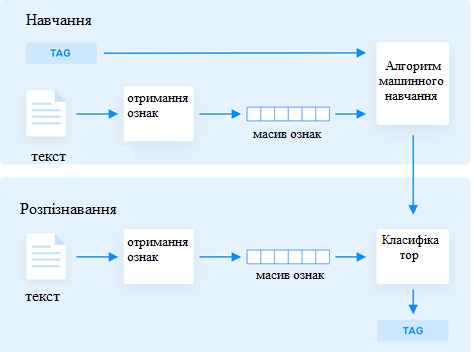 Навчання
TAG
отримання
ознак
Алгоритм
машинного
навчання
масив ознак
текст
Розпізнавання
отримання
ознак
Класифіка
тор
масив ознак
текст
TAG